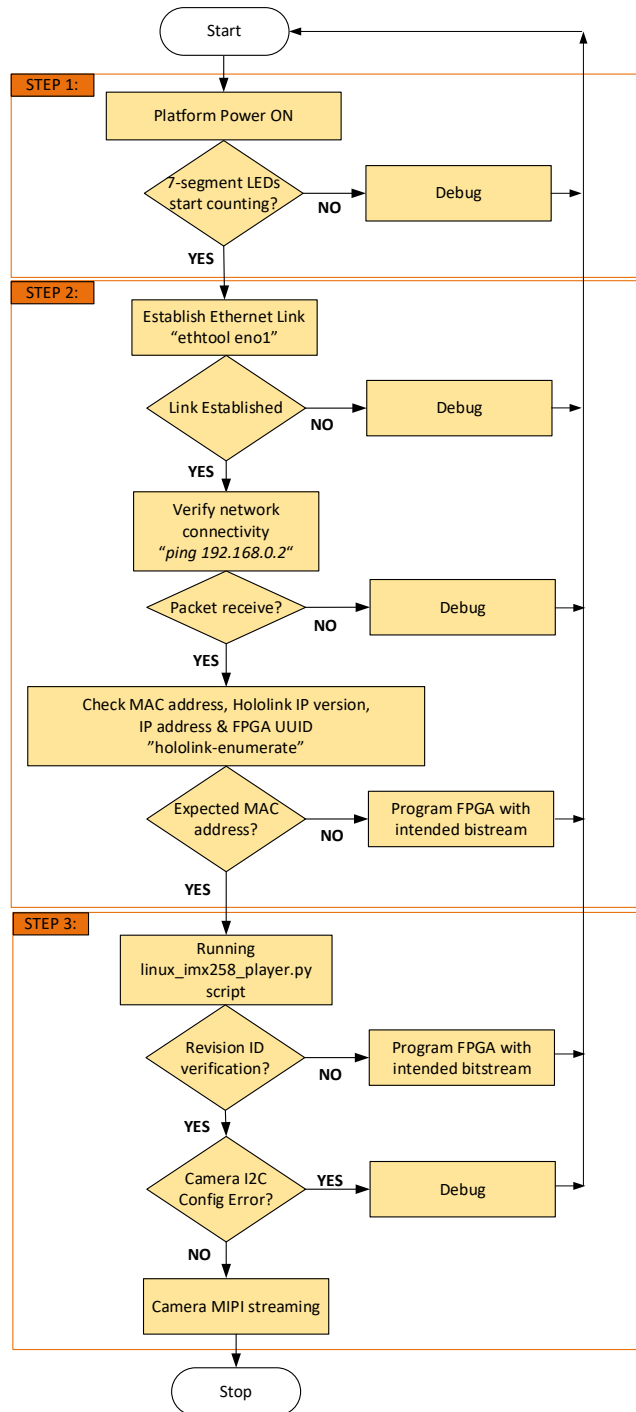 Start
STEP 1:
Platform Power ON
7-segment LEDs
start counting?
NO
Debug
YES
STEP 2:
Establish Ethernet Link
“ethtool eno1”
Link Established
NO
Debug
YES
Verify network
connectivity
“ping 192.168.0.2“
Packet receive?
NO
Debug
YES
Check MAC address, Hololink IP version,
IP address & FPGA UUID
”hololink-enumerate”
Expected MAC
address?
NO
Program FPGA with
intended bistream
YES
STEP 3:
Running
linux_imx258_player.py
script
Revision ID
verification?
NO
Program FPGA with
intended bitstream
YES
Camera I2C
Config Error?
YES
Debug
NO
Camera MIPI streaming
Stop